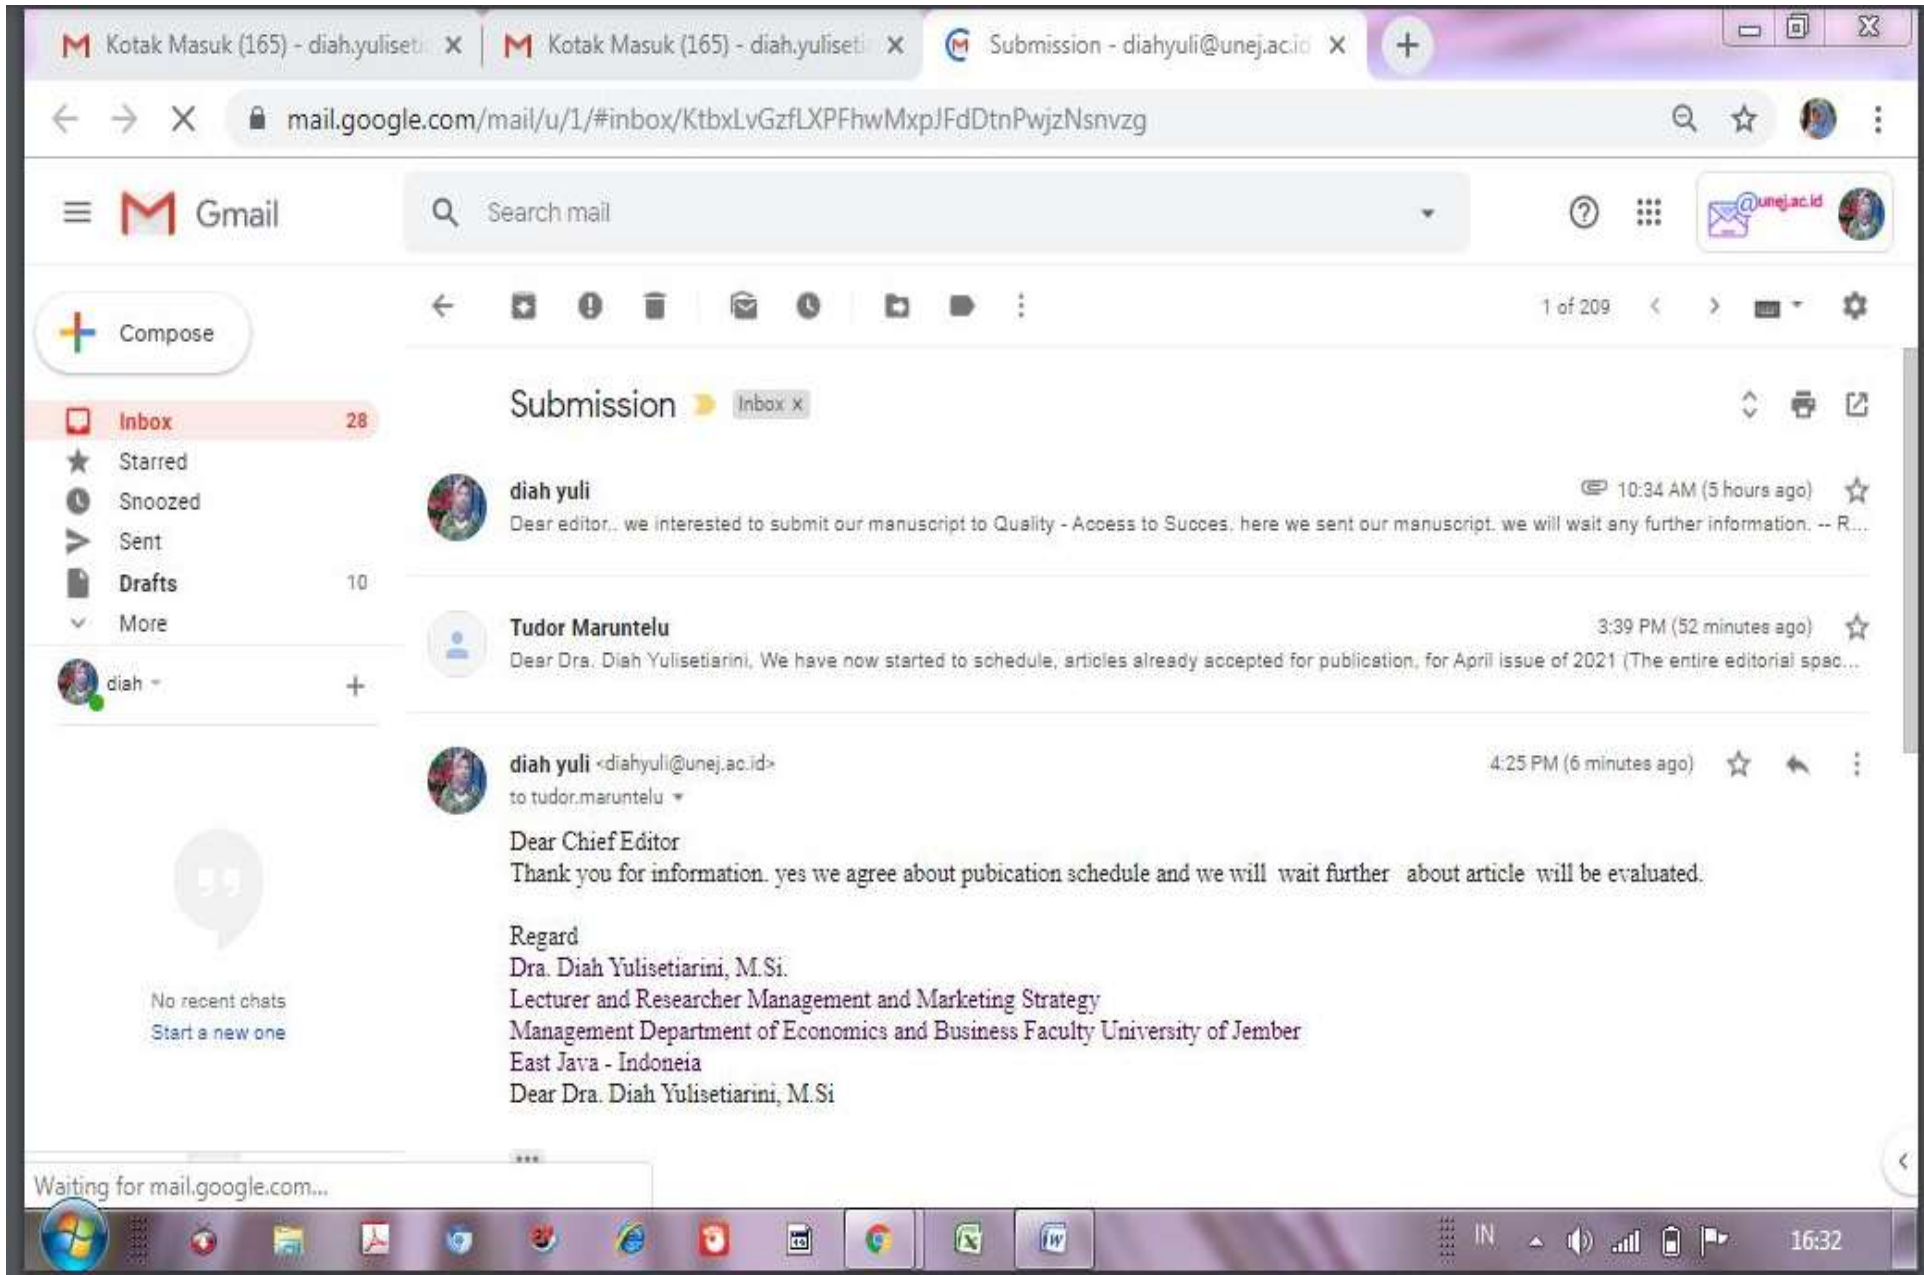 Kotak Masuk (165) - diah.yuliseti
Kotak Masuk (165) - diah.yuliseti
Submission - diahyuli@unej.ac.id
mail.google.com/mail/u/1/#inbox/KtbxLvGzfLXPFhwMxpJFdDtnPwjzNsnvzg
Gmail
Search mail
@unej.ac.id
Compose
1 of 209
Submission
Inbox x
Inbox 28
Starred
Snoozed
Sent
Drafts 10
More
diah
diah yuli
10:34 AM (5 hours ago)
Dear editor.. we interested to submit our manuscript to Quality - Access to Succes. here we sent our manuscript. we will wait any further information. -- R...
Tudor Maruntelu
3:39 PM (52 minutes ago)
Dear Dra. Diah Yulisetiarini, We have now started to schedule, articles already accepted for publication, for April issue of 2021 (The entire editorial spac...
diah yuli <diahyuli@unej.ac.id>
4:25 PM (6 minutes ago)
to tudor.maruntelu
Dear Chief Editor
Thank you for information. yes we agree about pubication schedule and we will wait further about article will be evaluated.
Regard
Dra. Diah Yulisetiarini, M.Si.
Lecturer and Researcher Management and Marketing Strategy
Management Department of Economics and Business Faculty University of Jember
East Java - Indoneia
Dear Dra. Diah Yulisetiarini, M.Si
No recent chats
Start a new one
Waiting for mail.google.com...
IN
16:32